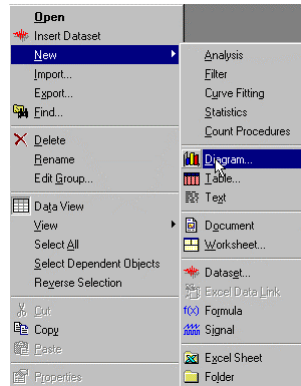 Open
Insert Dataset
New
Import...
Export...
Find...
Delete
Rename
Edit Group...
Data View
View
Select All
Select Dependent Objects
Reverse Selection
Cut
Copy
Paste
Properties
Analysis
Filter
Curve Fitting
Statistics
Count Procedures
Diagram...
Table...
Text
Document
Worksheet...
Dataset...
Excel Data Link
f(x) Formula
Signal
Excel Sheet
Folder